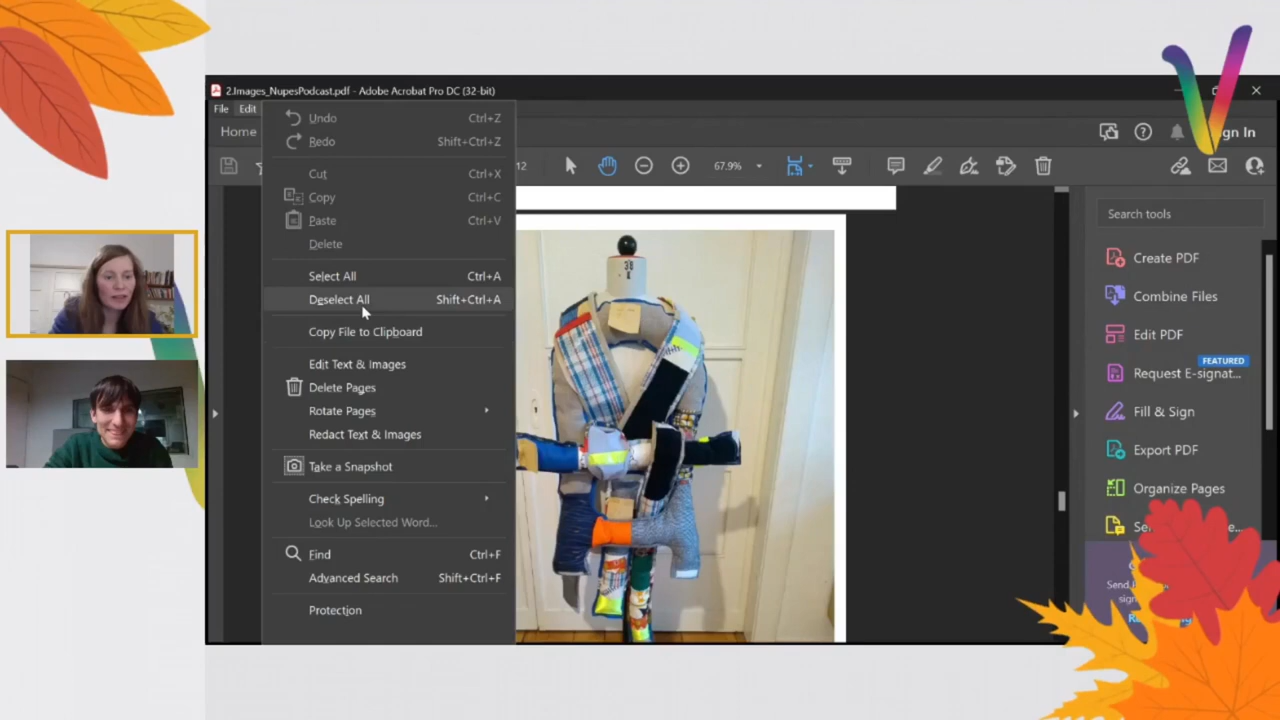 2.Images_NupesPodcast.pdf - Adobe Acrobat Pro DC (32-bit)
File Edit
Home
Sign In
Undo Ctrl+Z
Redo Shift+Ctrl+Z
Cut Ctrl+X
Copy Ctrl+C
Paste Ctrl+V
Delete
Select All Ctrl+A
Deselect All Shift+Ctrl+A
Copy File to Clipboard
Edit Text & Images
Delete Pages
Rotate Pages
Redact Text & Images
Take a Snapshot
Check Spelling
Look Up Selected Word...
Find Ctrl+F
Advanced Search Shift+Ctrl+F
Protection
12
67.9%
38
Search tools
Create PDF
Combine Files
Edit PDF
FEATURED
Request E-signat...
Fill & Sign
Export PDF
Organize Pages
Send
V